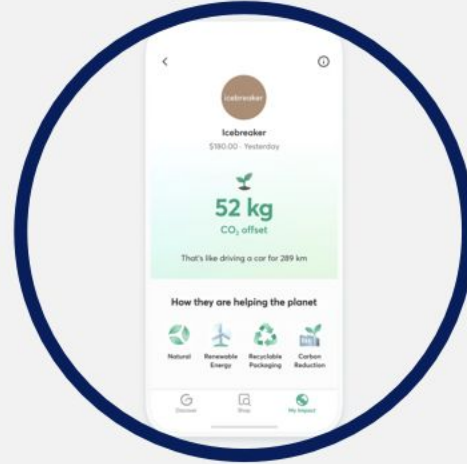 icebreaker
Icebreaker
$180.00 · Yesterday
52 kg
CO₂ offset
That's like driving a car for 289 km
How they are helping the planet
Natural
Renewable Energy
Recyclable Packaging
Carbon Reduction
Discover
Shop
My Impact